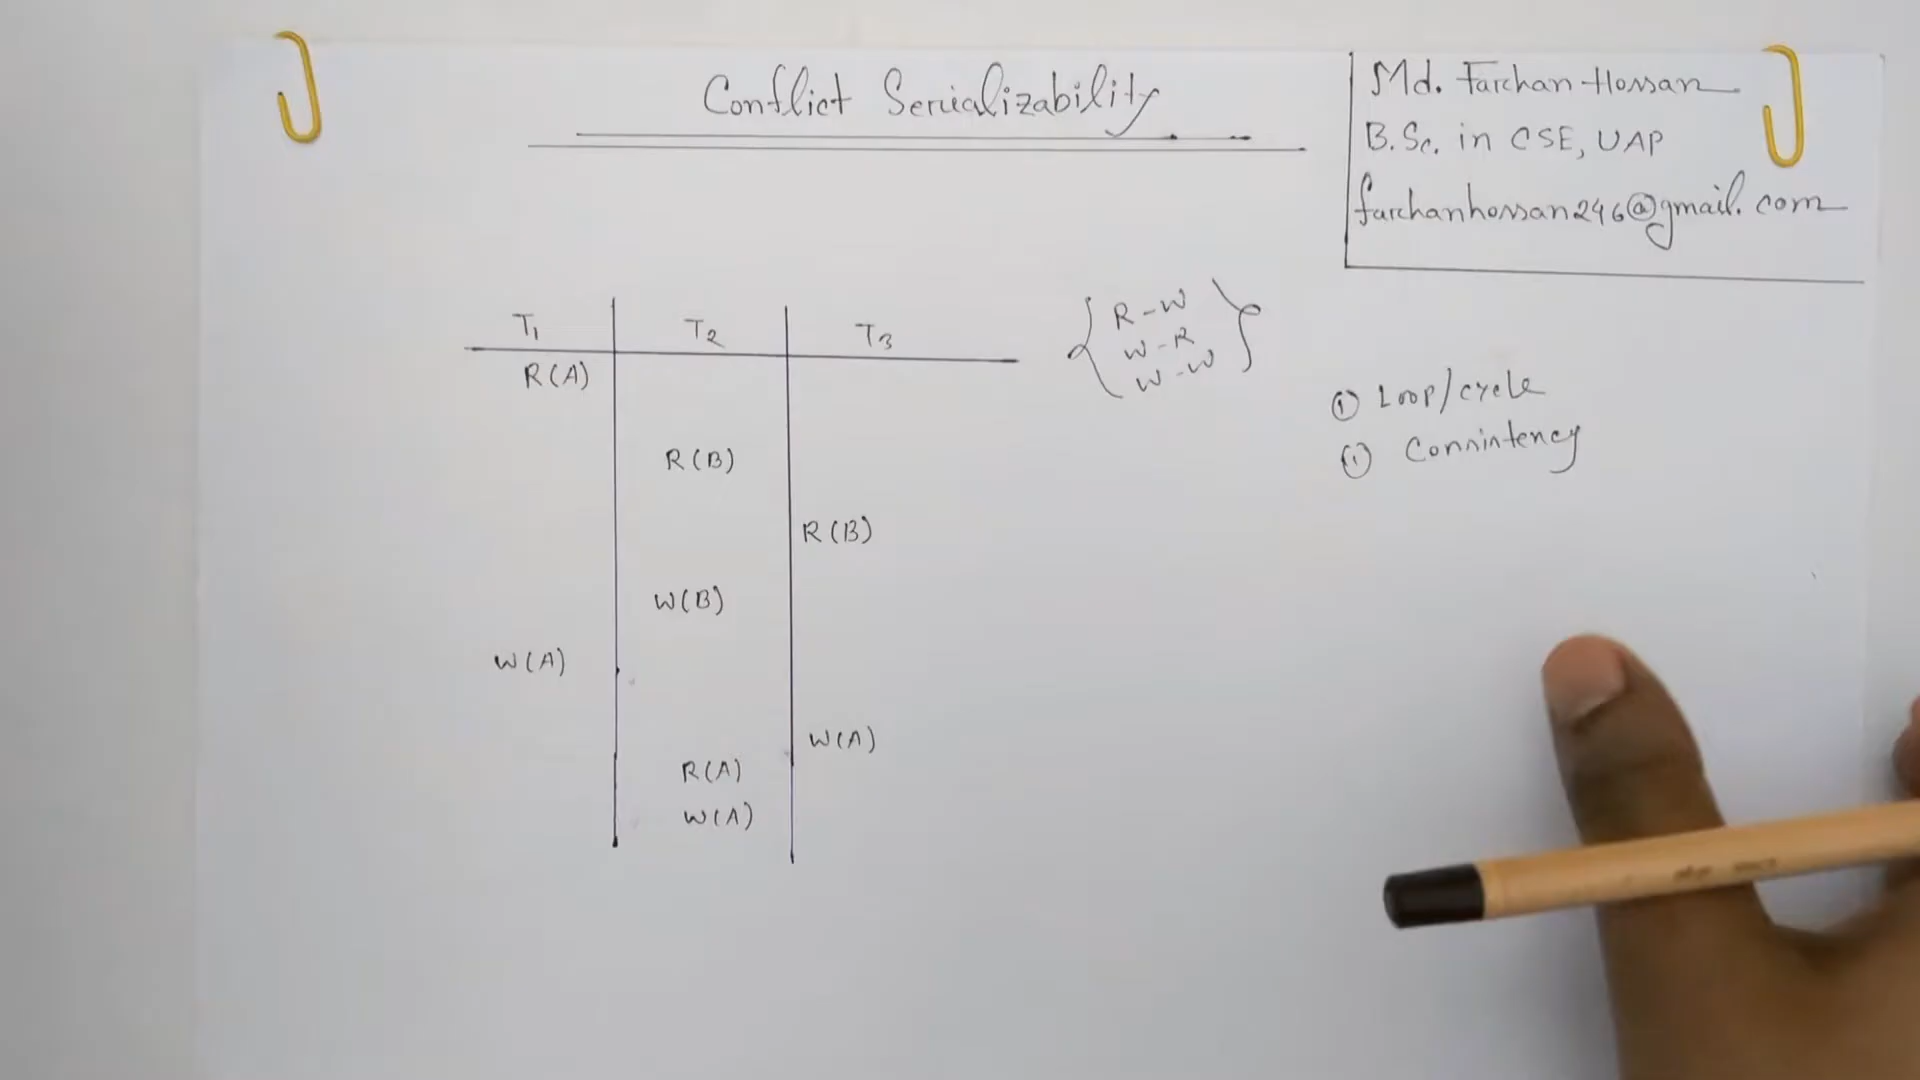 Conflict Serializability
Md. Farhan Hossan
B.Sc. in CSE, UAP
farhanhossan246@gmail.com
T1 T2 T3
R(A)
R(B)
R(B)
W(B)
W(A)
W(A)
R(A)
W(A)
R-W
W-R
W-W
① Loop/cycle
① Consistency